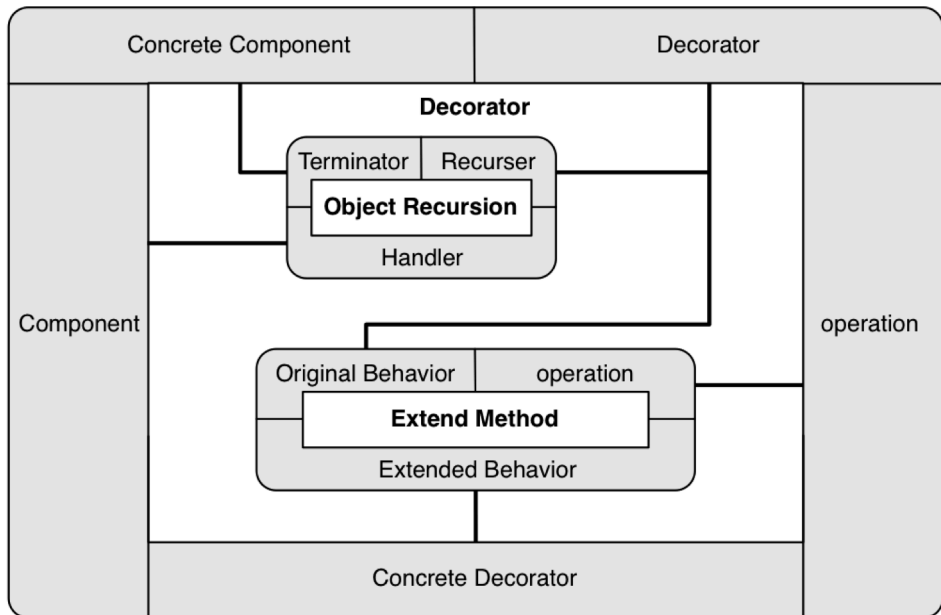 Concrete Component
Decorator
Decorator
Terminator
Recurser
Object Recursion
Handler
Component
operation
Original Behavior
operation
Extend Method
Extended Behavior
Concrete Decorator